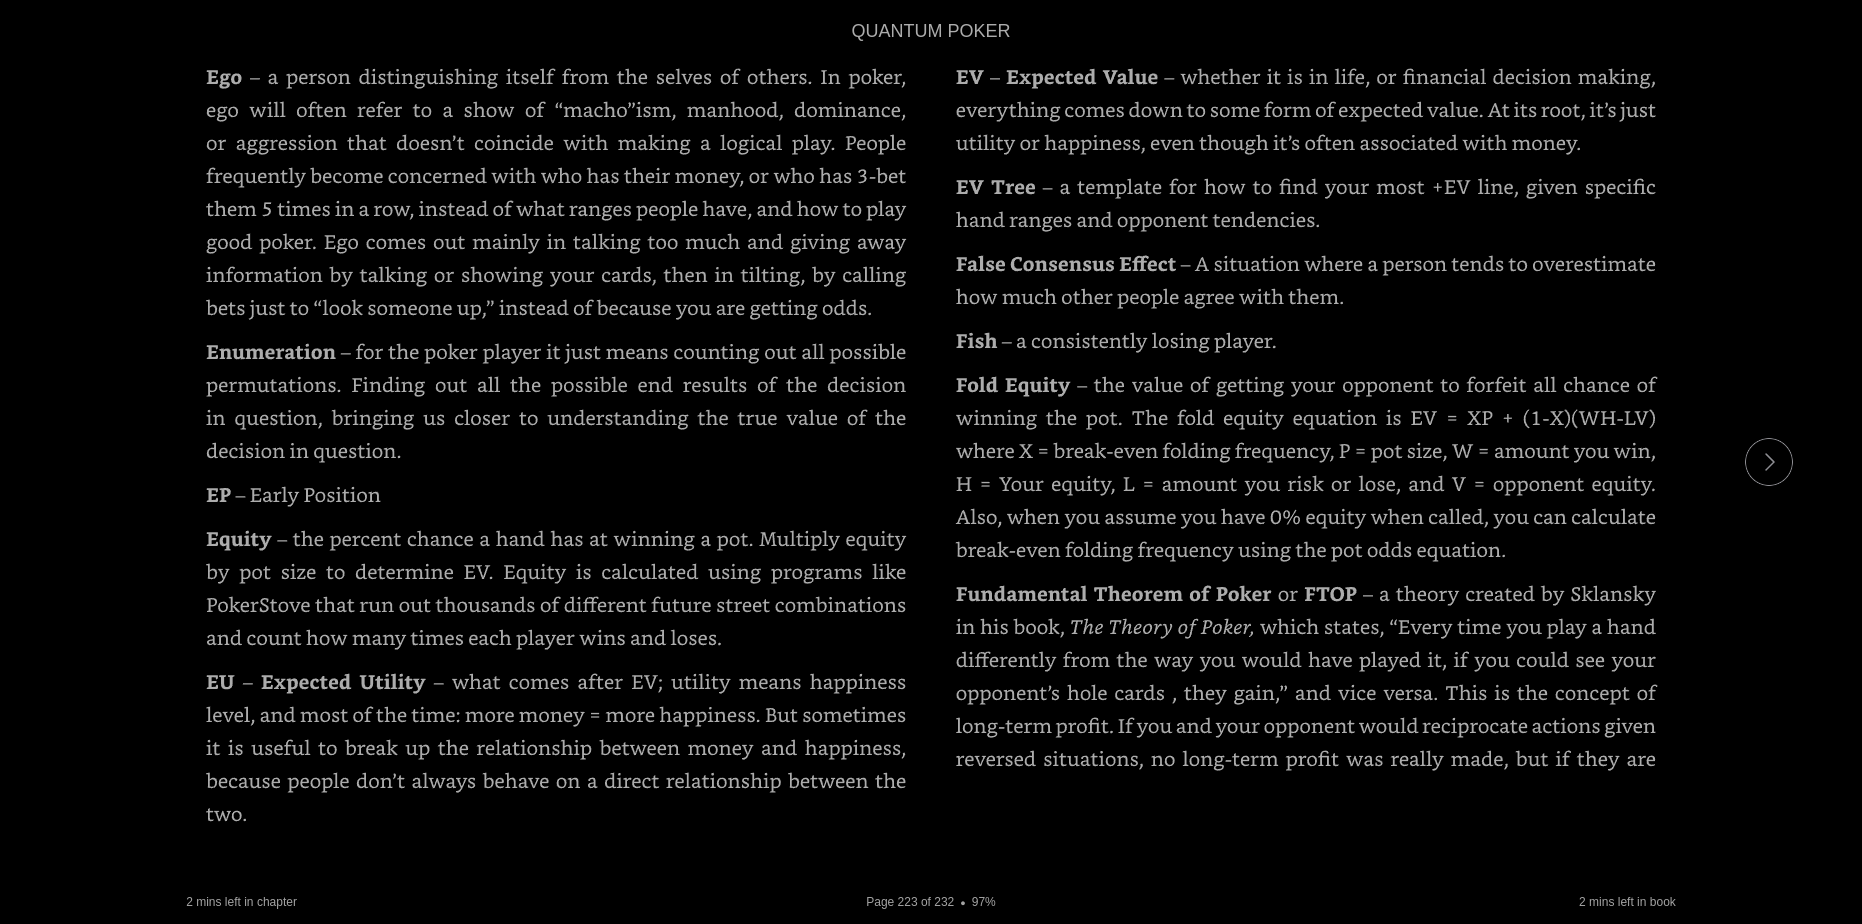 QUANTUM POKER
Ego – a person distinguishing itself from the selves of others. In poker,
ego will often refer to a show of “macho”ism, manhood, dominance,
or aggression that doesn’t coincide with making a logical play. People
frequently become concerned with who has their money, or who has 3-bet
them 5 times in a row, instead of what ranges people have, and how to play
good poker. Ego comes out mainly in talking too much and giving away
information by talking or showing your cards, then in tilting, by calling
bets just to “look someone up,” instead of because you are getting odds.
Enumeration – for the poker player it just means counting out all possible
permutations. Finding out all the possible end results of the decision
in question, bringing us closer to understanding the true value of the
decision in question.
EP – Early Position
Equity – the percent chance a hand has at winning a pot. Multiply equity
by pot size to determine EV. Equity is calculated using programs like
PokerStove that run out thousands of different future street combinations
and count how many times each player wins and loses.
EU – Expected Utility – what comes after EV; utility means happiness
level, and most of the time: more money = more happiness. But sometimes
it is useful to break up the relationship between money and happiness,
because people don’t always behave on a direct relationship between the
two.
EV – Expected Value – whether it is in life, or financial decision making,
everything comes down to some form of expected value. At its root, it’s just
utility or happiness, even though it’s often associated with money.
EV Tree – a template for how to find your most +EV line, given specific
hand ranges and opponent tendencies.
False Consensus Effect – A situation where a person tends to overestimate
how much other people agree with them.
Fish – a consistently losing player.
Fold Equity – the value of getting your opponent to forfeit all chance of
winning the pot. The fold equity equation is EV = XP + (1-X)(WH-LV)
where X = break-even folding frequency, P = pot size, W = amount you win,
H = Your equity, L = amount you risk or lose, and V = opponent equity.
Also, when you assume you have 0% equity when called, you can calculate
break-even folding frequency using the pot odds equation.
Fundamental Theorem of Poker or FTOP – a theory created by Sklansky
in his book, The Theory of Poker, which states, “Every time you play a hand
differently from the way you would have played it, if you could see your
opponent’s hole cards , they gain,” and vice versa. This is the concept of
long-term profit. If you and your opponent would reciprocate actions given
reversed situations, no long-term profit was really made, but if they are
2 mins left in chapter
Page 223 of 232 • 97%
2 mins left in book